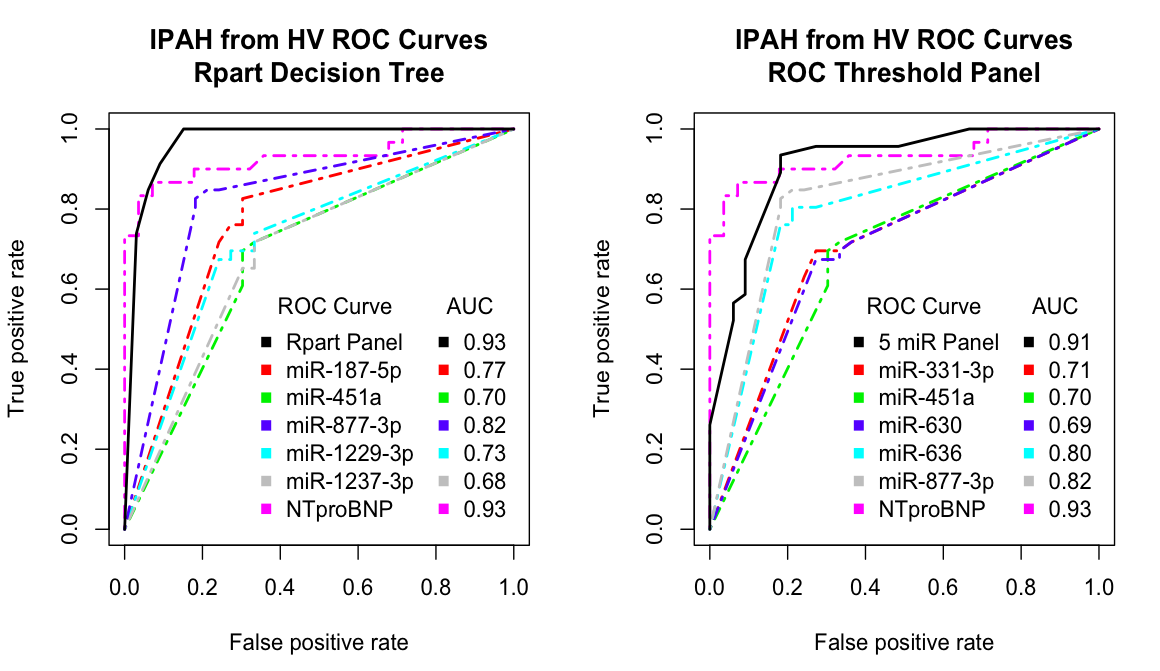 IPAH from HV ROC Curves
Rpart Decision Tree
True positive rate
1.0
0.8
0.6
0.4
0.2
0.0
ROC Curve AUC
Rpart Panel 0.93
miR-187-5p 0.77
miR-451a 0.70
miR-877-3p 0.82
miR-1229-3p 0.73
miR-1237-3p 0.68
NTproBNP 0.93
0.0 0.2 0.4 0.6 0.8 1.0
False positive rate
IPAH from HV ROC Curves
ROC Threshold Panel
True positive rate
1.0
0.8
0.6
0.4
0.2
0.0
ROC Curve AUC
5 miR Panel 0.91
miR-331-3p 0.71
miR-451a 0.70
miR-630 0.69
miR-636 0.80
miR-877-3p 0.82
NTproBNP 0.93
0.0 0.2 0.4 0.6 0.8 1.0
False positive rate